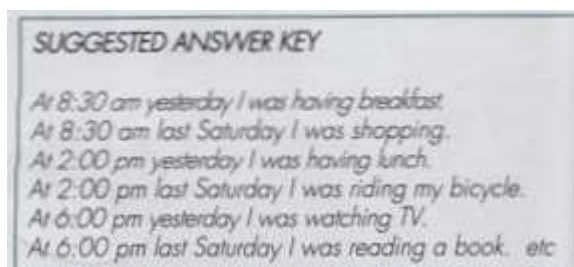 SUGGESTED ANSWER KEY
At 8:30 am yesterday I was having breakfast.
At 8:30 am last Saturday I was shopping.
At 2:00 pm yesterday I was having lunch.
At 2:00 pm last Saturday I was riding my bicycle.
At 6:00 pm yesterday I was watching TV.
At 6:00 pm last Saturday I was reading a book. etc